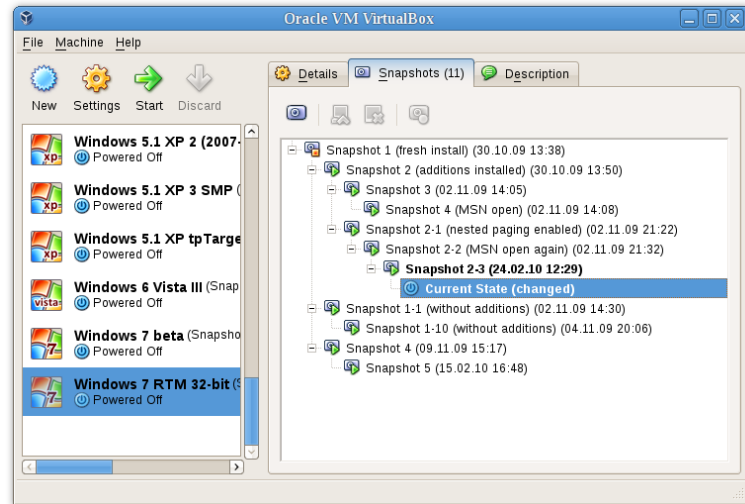 Oracle VM VirtualBox
File Machine Help
New Settings Start Discard
Windows 5.1 XP 2 (2007-
Powered Off
Windows 5.1 XP 3 SMP (
Powered Off
Windows 5.1 XP tpTarge
Powered Off
Windows 6 Vista III (Snap
Powered Off
Windows 7 beta (Snapsho
Powered Off
Windows 7 RTM 32-bit (S
Powered Off
xp
xp
xp
vista
7
7
Details Snapshots (11) Description
Snapshot 1 (fresh install) (30.10.09 13:38)
Snapshot 2 (additions installed) (30.10.09 13:50)
Snapshot 3 (02.11.09 14:05)
Snapshot 4 (MSN open) (02.11.09 14:08)
Snapshot 2-1 (nested paging enabled) (02.11.09 21:22)
Snapshot 2-2 (MSN open again) (02.11.09 21:32)
Snapshot 2-3 (24.02.10 12:29)
Current State (changed)
Snapshot 1-1 (without additions) (02.11.09 14:30)
Snapshot 1-10 (without additions) (04.11.09 20:06)
Snapshot 4 (09.11.09 15:17)
Snapshot 5 (15.02.10 16:48)